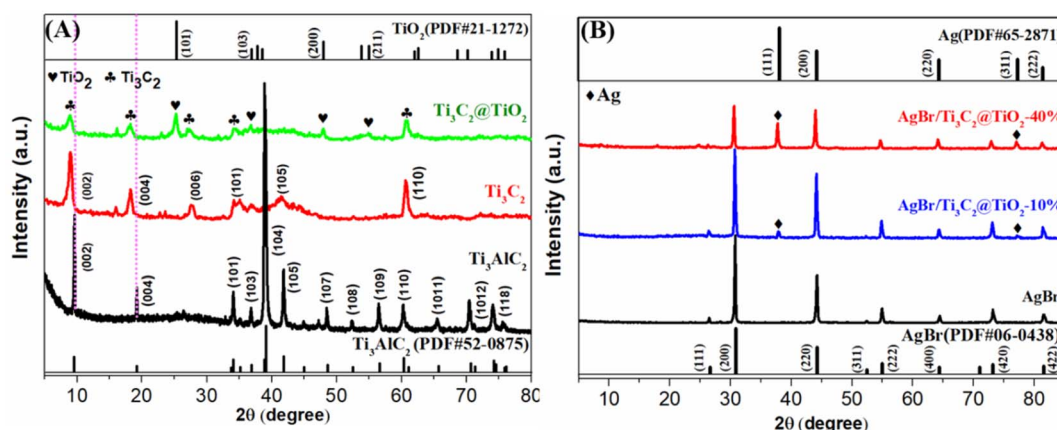 (A)
TiO2(PDF#21-1272)
(101)
(103)
(200)
(211)
♥TiO2 ♣ Ti3C2
Ti3C2@TiO2
(002)
(004)
(006)
(101)
(105)
(110)
Ti3C2
(002)
(004)
(101)
(103)
(104)
(105)
(107)
(108)
(109)
(110)
(1011)
(1012)
(118)
Ti3AlC2
Ti3AlC2 (PDF#52-0875)
Intensity (a.u.)
5 10 20 30 40 50 60 70 80
2θ (degree)
(B)
Ag(PDF#65-2871)
(111)
(200)
(220)
(311)
(222)
♦Ag
AgBr/Ti3C2@TiO2-40%
AgBr/Ti3C2@TiO2-10%
AgBr
AgBr(PDF#06-0438)
(111)
(200)
(220)
(311)
(222)
(400)
(420)
(422)
Intensity (a.u.)
10 20 30 40 50 60 70 80
2θ (degree)